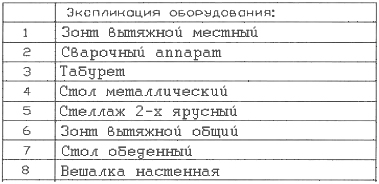 Экспликация оборудования:
1 Зонт вытяжной местный
2 Сварочный аппарат
3 Табурет
4 Стол металлический
5 Стеллаж 2-х ярусный
6 Зонт вытяжной общий
7 Стол обеденный
8 Вешалка настенная